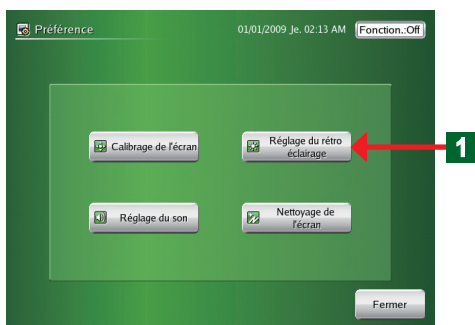 Préférence
01/01/2009 Je. 02:13 AM
Fonction.:Off
Calibrage de l'écran
Réglage du rétro
éclairage
1
Réglage du son
Nettoyage de
l'écran
Fermer